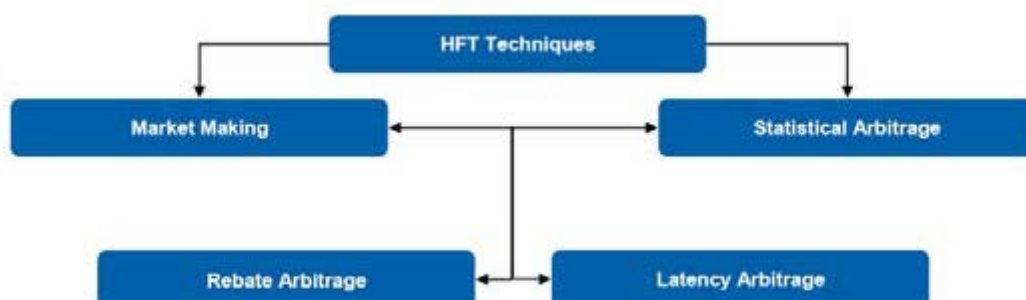 HFT Techniques
Market Making
Statistical Arbitrage
Rebate Arbitrage
Latency Arbitrage